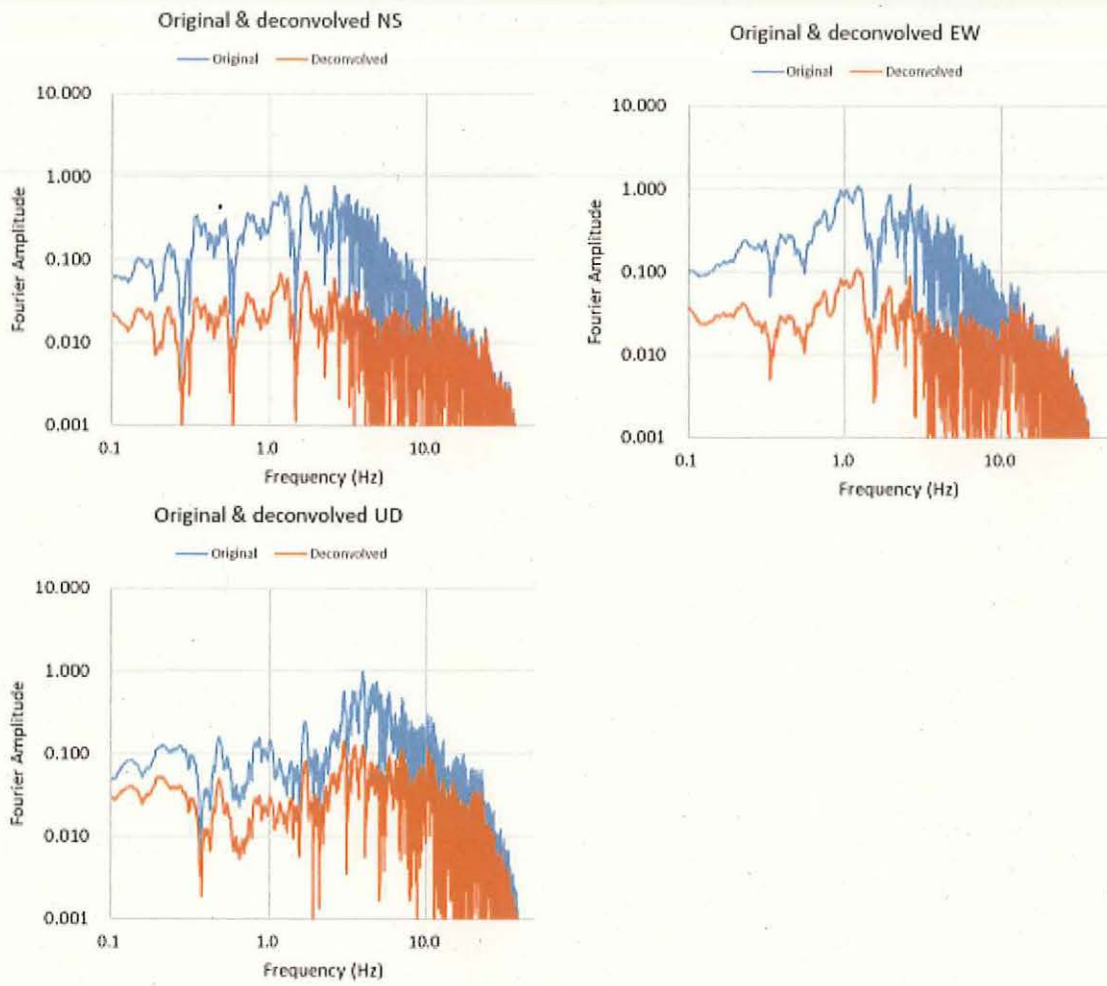 Original & deconvolved NS
Original Deconvolved
10.000
1.000
0.100
0.010
0.001
Fourier Amplitude
0.1 1.0 10.0
Frequency (Hz)
Original & deconvolved EW
Original Deconvolved
10.000
1.000
0.100
0.010
0.001
Fourier Amplitude
0.1 1.0 10.0
Frequency (Hz)
Original & deconvolved UD
Original Deconvolved
10.000
1.000
0.100
0.010
0.001
Fourier Amplitude
0.1 1.0 10.0
Frequency (Hz)